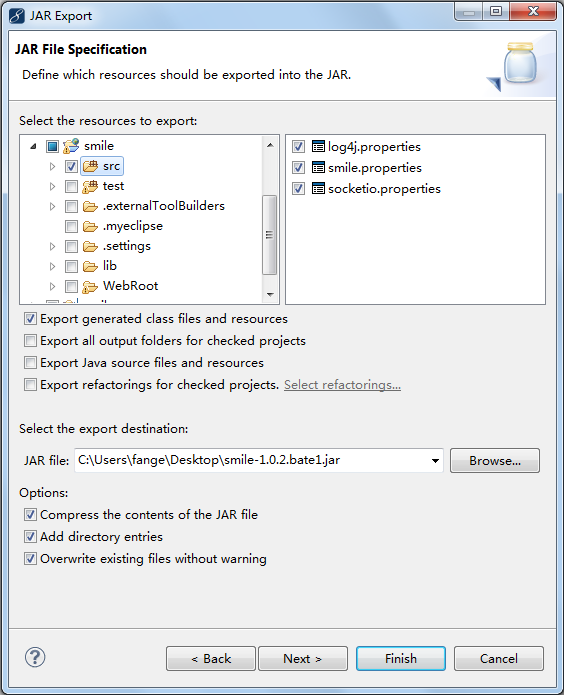 JAR Export
JAR File Specification
Define which resources should be exported into the JAR.
Select the resources to export:
smile
src
test
.externalToolBuilders
.myeclipse
.settings
lib
WebRoot
log4j.properties
smile.properties
socketio.properties
Export generated class files and resources
Export all output folders for checked projects
Export Java source files and resources
Export refactorings for checked projects. Select refactorings...
Select the export destination:
JAR file: C:\Users\fange\Desktop\smile-1.0.2.bate1.jar Browse...
Options:
Compress the contents of the JAR file
Add directory entries
Overwrite existing files without warning
? < Back Next > Finish Cancel